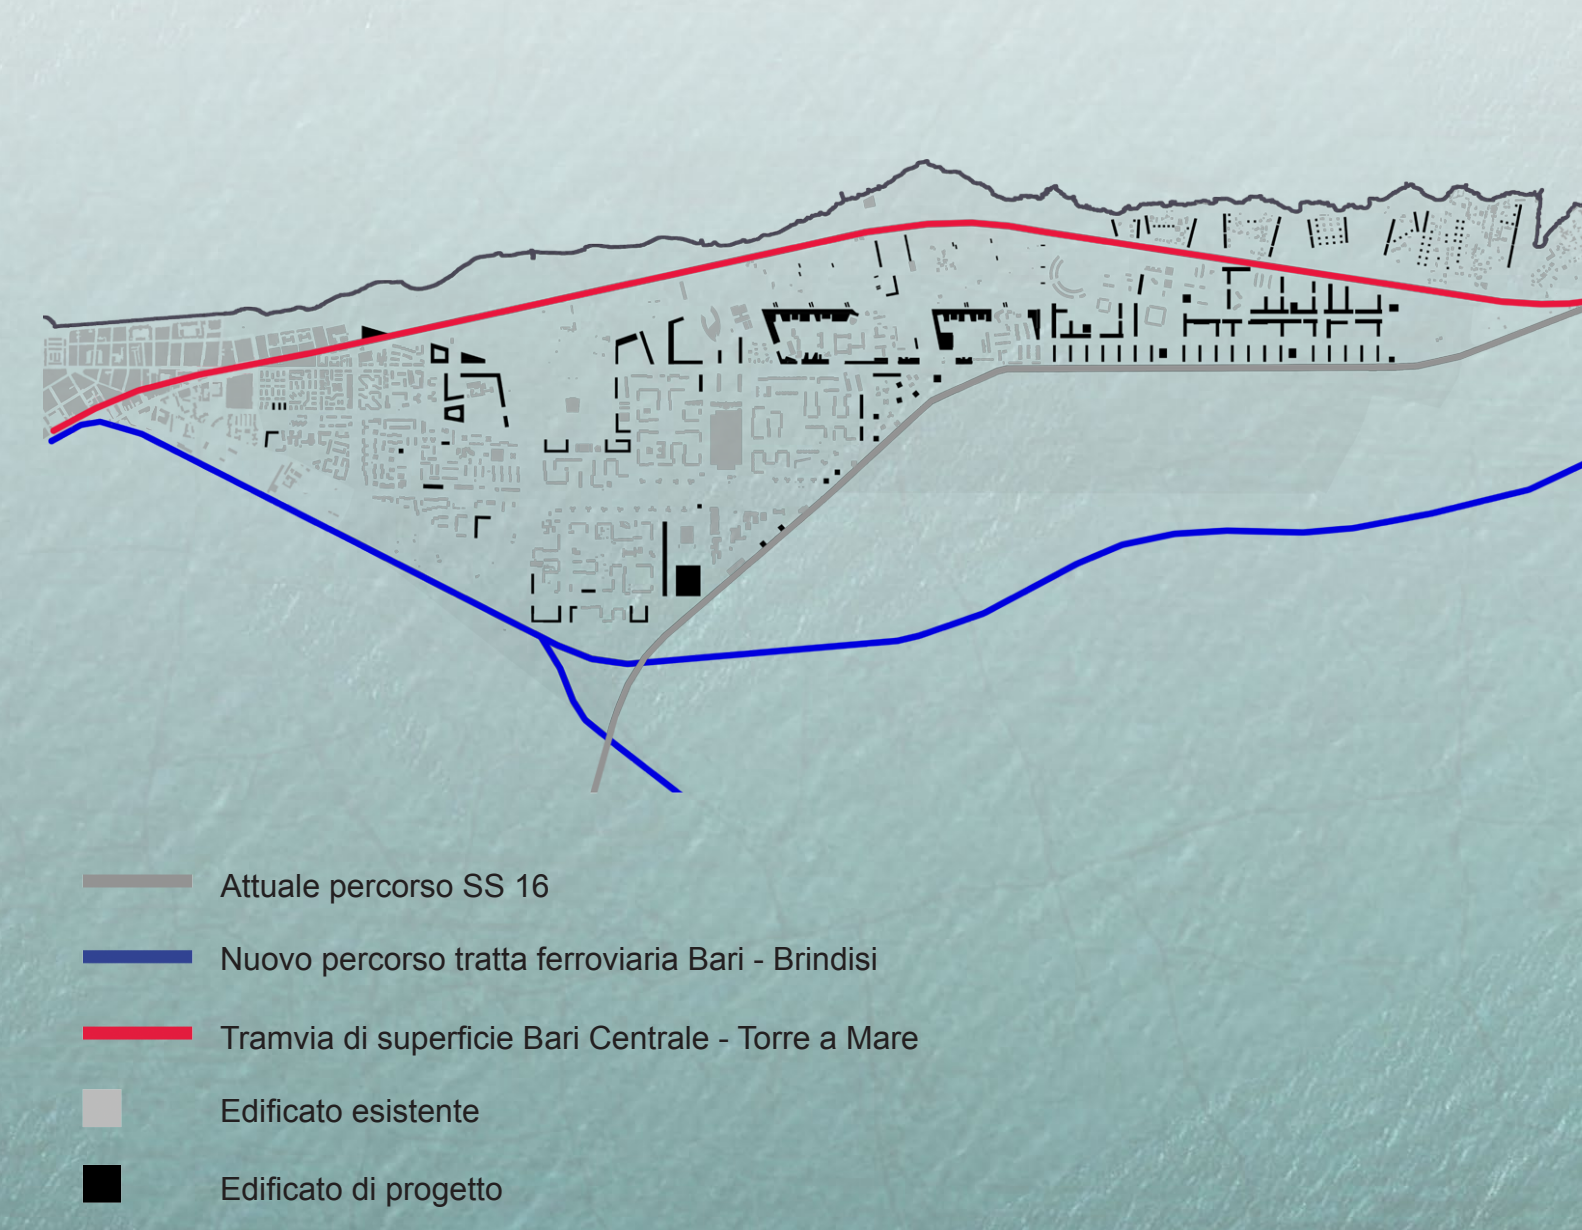 Attuale percorso SS 16
Nuovo percorso tratta ferroviaria Bari - Brindisi
Tramvia di superficie Bari Centrale - Torre a Mare
Edificato esistente
Edificato di progetto